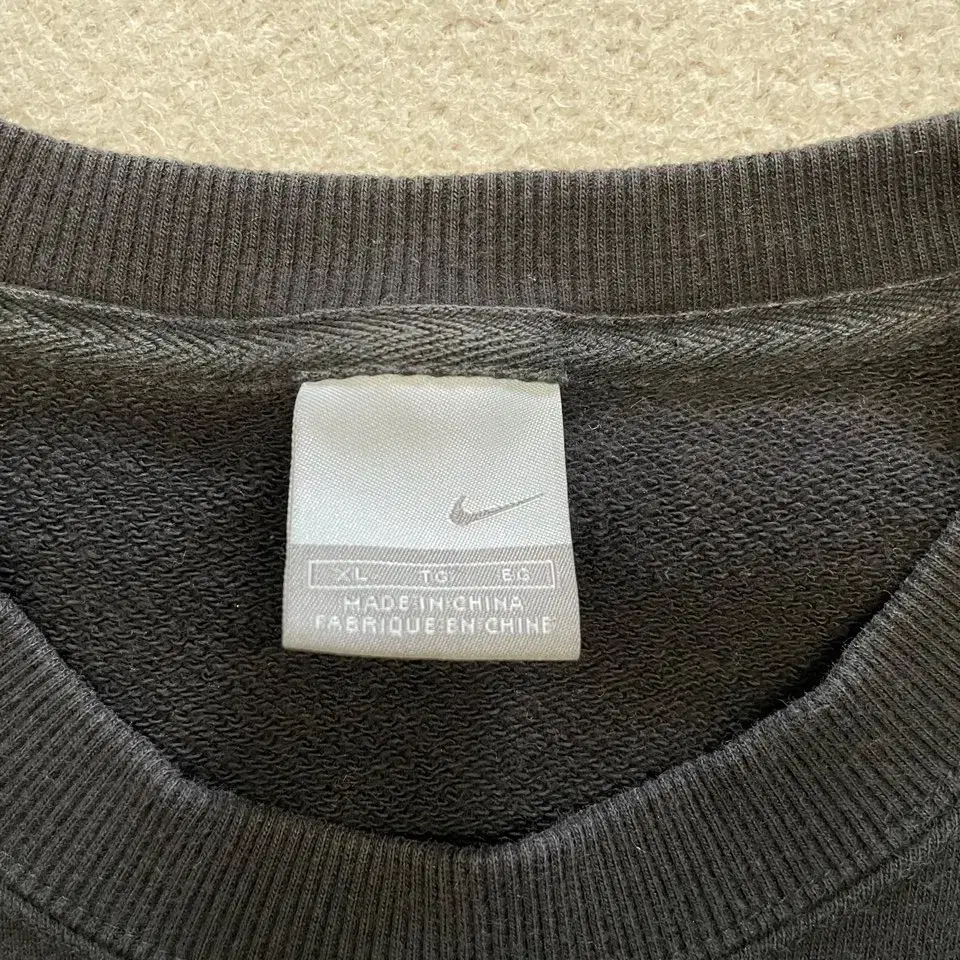 XL TG EG
MADE IN CHINA
FABRIQUE EN CHINE